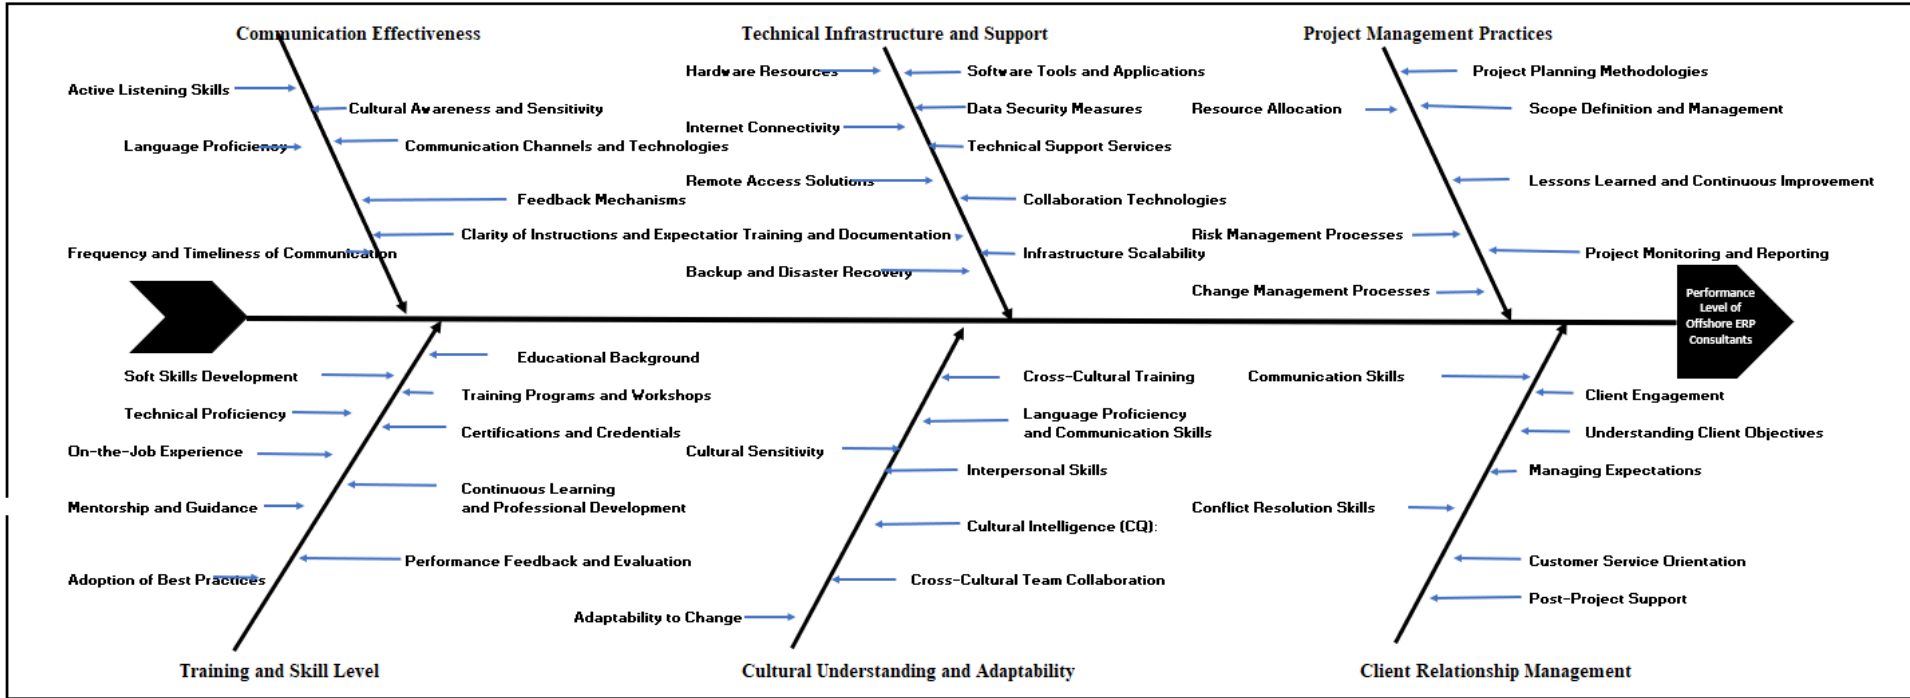 Communication Effectiveness
Technical Infrastructure and Support
Project Management Practices
Active Listening Skills
Cultural Awareness and Sensitivity
Language Proficiency
Communication Channels and Technologies
Feedback Mechanisms
Clarity of Instructions and Expectatior
Frequency and Timeliness of Communication
Hardware Resources
Software Tools and Applications
Data Security Measures
Internet Connectivity
Technical Support Services
Remote Access Solutions
Collaboration Technologies
Training and Documentation
Infrastructure Scalability
Backup and Disaster Recovery
Project Planning Methodologies
Resource Allocation
Scope Definition and Management
Lessons Learned and Continuous Improvement
Risk Management Processes
Project Monitoring and Reporting
Change Management Processes
Performance
Level of
Offshore ERP
Consultants
Educational Background
Soft Skills Development
Training Programs and Workshops
Technical Proficiency
Certifications and Credentials
On-the-Job Experience
Continuous Learning
and Professional Development
Mentorship and Guidance
Performance Feedback and Evaluation
Adoption of Best Practices
Cross-Cultural Training
Language Proficiency
and Communication Skills
Cultural Sensitivity
Interpersonal Skills
Cultural Intelligence (CQ):
Cross-Cultural Team Collaboration
Adaptability to Change
Communication Skills
Client Engagement
Understanding Client Objectives
Managing Expectations
Conflict Resolution Skills
Customer Service Orientation
Post-Project Support
Training and Skill Level
Cultural Understanding and Adaptability
Client Relationship Management